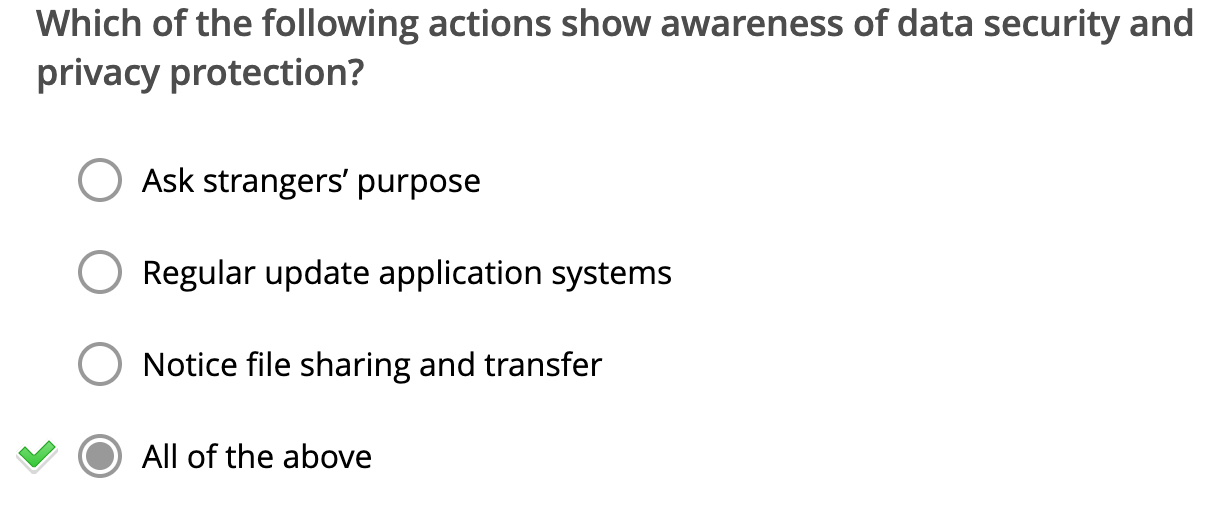 Which of the following actions show awareness of data security and
privacy protection?
Ask strangers’ purpose
Regular update application systems
Notice file sharing and transfer
All of the above